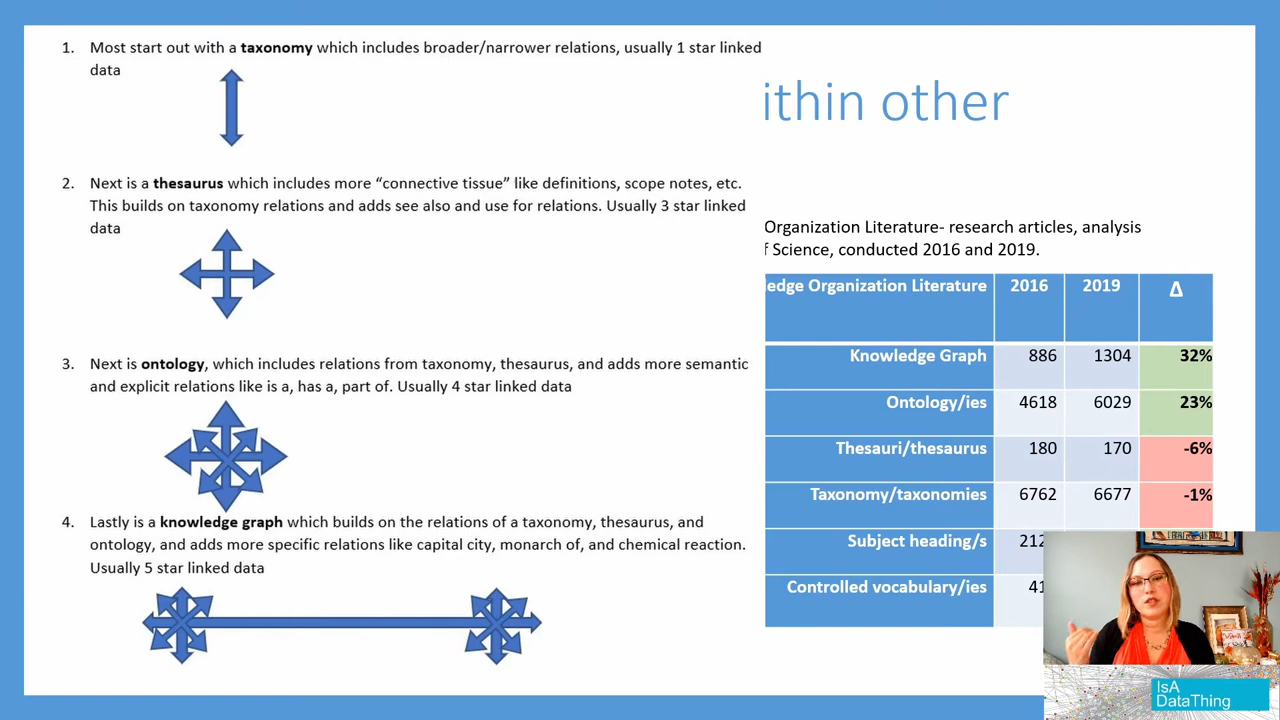 1. Most start out with a taxonomy which includes broader/narrower relations, usually 1 star linked
data
2. Next is a thesaurus which includes more “connective tissue” like definitions, scope notes, etc.
This builds on taxonomy relations and adds see also and use for relations. Usually 3 star linked
data
3. Next is ontology, which includes relations from taxonomy, thesaurus, and adds more semantic
and explicit relations like is a, has a, part of. Usually 4 star linked data
4. Lastly is a knowledge graph which builds on the relations of a taxonomy, thesaurus, and
ontology, and adds more specific relations like capital city, monarch of, and chemical reaction.
Usually 5 star linked data
ithin other
Organization Literature- research articles, analysis
f Science, conducted 2016 and 2019.
edge Organization Literature 2016 2019 Δ
Knowledge Graph 886 1304 32%
Ontology/ies 4618 6029 23%
Thesauri/thesaurus 180 170 -6%
Taxonomy/taxonomies 6762 6677 -1%
Subject heading/s 212
Controlled vocabulary/ies 41
IsA
DataThing